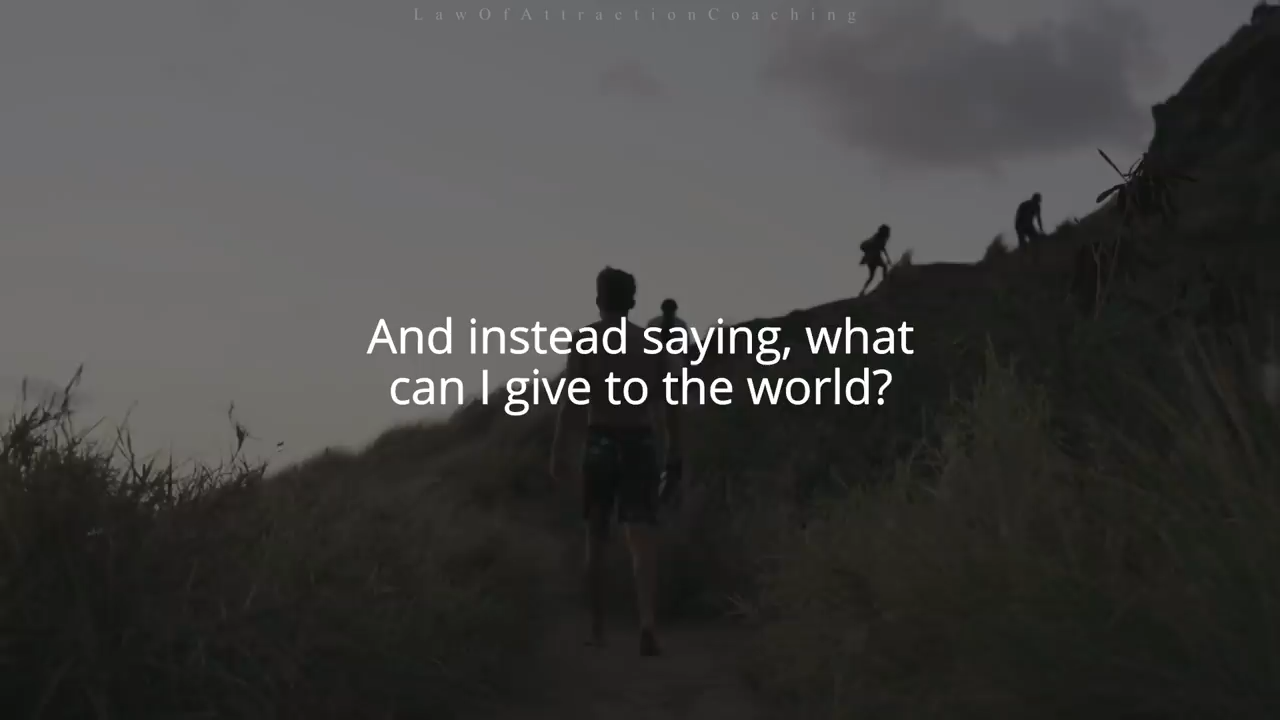 LawOfAttractionCoaching
And instead saying, what
can I give to the world?